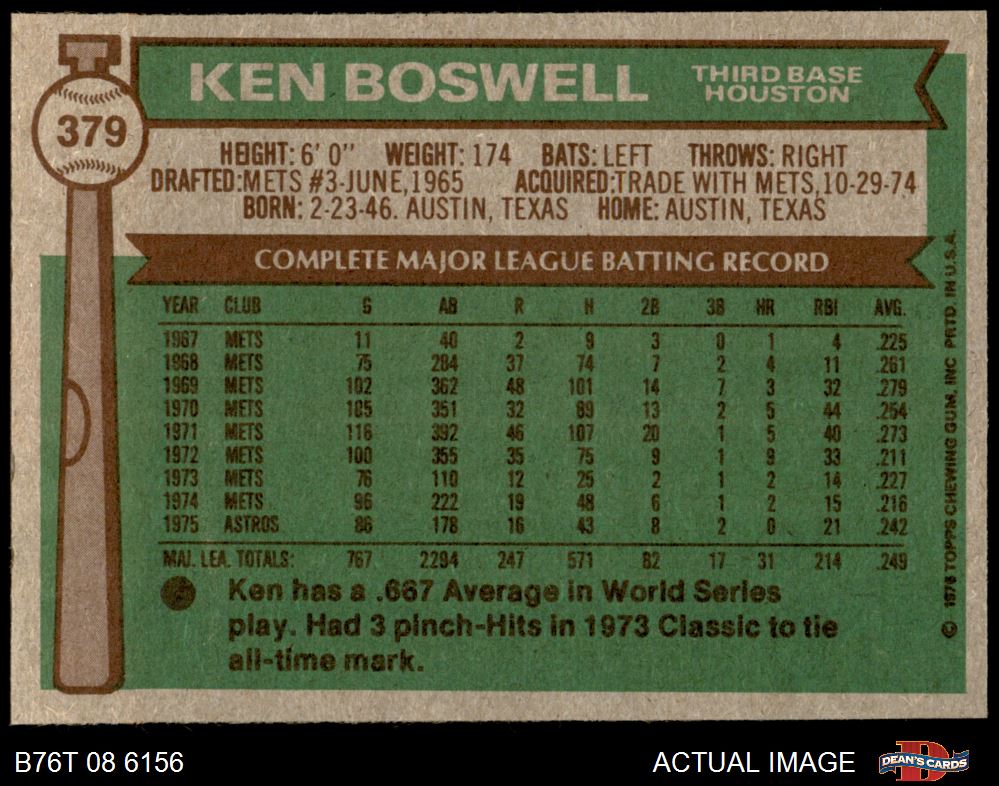 379
KEN BOSWELL
THIRD BASE
HOUSTON
HEIGHT: 6' 0" WEIGHT: 174 BATS: LEFT THROWS: RIGHT
DRAFTED:METS #3-JUNE,1965 ACQUIRED:TRADE WITH METS,10-29-74
BORN: 2-23-46. AUSTIN, TEXAS HOME: AUSTIN, TEXAS
COMPLETE MAJOR LEAGUE BATTING RECORD
YEAR CLUB G AB R H 2B 3B HR RBI AVG.
1967 METS 11 40 2 9 3 0 1 4 .225
1968 METS 75 284 37 74 7 2 4 11 .261
1969 METS 102 362 48 101 14 7 3 32 .279
1970 METS 105 351 32 89 13 2 5 44 .254
1971 METS 116 392 46 107 20 1 5 40 .273
1972 METS 100 355 35 75 9 1 9 33 .211
1973 METS 76 110 12 25 2 1 2 14 .227
1974 METS 96 222 19 48 6 1 2 15 .216
1975 ASTROS 86 178 16 43 8 2 0 21 .242
MAJ. LEA. TOTALS: 767 2294 247 571 82 17 31 214 .249
Ken has a .667 Average in World Series
play. Had 3 pinch-Hits in 1973 Classic to tie
all-time mark.
© 1976 TOPPS CHEWING GUM, INC PRTD. IN U.S.A.
B76T 08 6156
ACTUAL IMAGE
DEAN'S CARDS